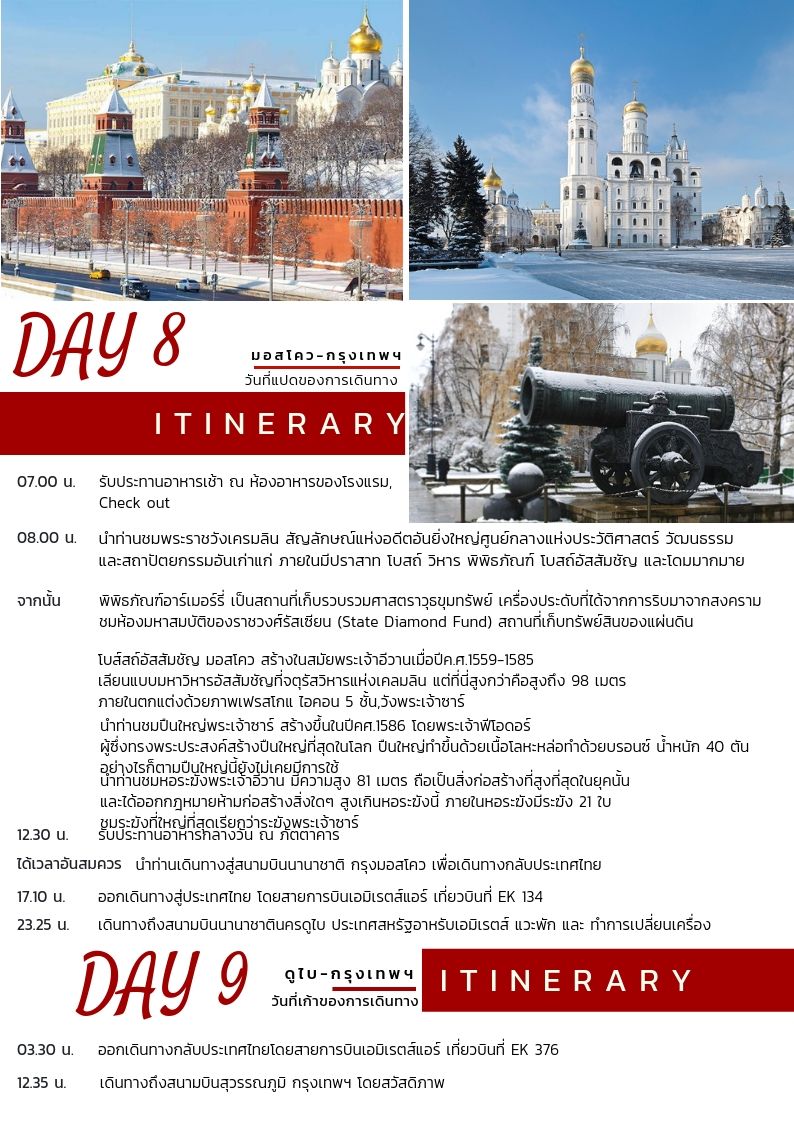 DAY 8
มอสโคว-กรุงเทพฯ
วันที่แปดของการเดินทาง
ITINERARY
07.00 น. รับประทานอาหารเช้า ณ ห้องอาหารของโรงแรม,
Check out
08.00 น. นำท่านชมพระราชวังเครมลิน สัญลักษณ์แห่งอดีตอันยิ่งใหญ่ศูนย์กลางแห่งประวัติศาสตร์ วัฒนธรรม
และสถาปัตยกรรมอันเก่าแก่ ภายในมีปราสาท โบสถ์ วิหาร พิพิธภัณฑ์ โบสถ์อัสสัมชัญ และโดมมากมาย
จากนั้น พิพิธภัณฑ์อาร์เมอร์รี่ เป็นสถานที่เก็บรวบรวมศาสตราวุธขุมทรัพย์ เครื่องประดับที่ได้จากการริบมาจากสงคราม
ชมห้องมหาสมบัติของราชวงศ์รัสเซียน (State Diamond Fund) สถานที่เก็บทรัพย์สินของแผ่นดิน
โบส์สถ์อัสสัมชัญ มอสโคว สร้างในสมัยพระเจ้าอีวานเมื่อปีค.ศ.1559-1585
เลียนแบบมหาวิหารอัสสัมชัญที่จตุรัสวิหารแห่งเคลมลิน แต่ที่นี่สูงกว่าคือสูงถึง 98 เมตร
ภายในตกแต่งด้วยภาพเฟรสโกแ ไอคอน 5 ชั้น,วังพระเจ้าซาร์
นำท่านชมปืนใหญ่พระเจ้าซาร์ สร้างขึ้นในปีคศ.1586 โดยพระเจ้าฟีโอดอร์
ผู้ซึ่งทรงพระประสงค์สร้างปืนใหญ่ที่สุดในโลก ปืนใหญ่ทำขึ้นด้วยเนื้อโลหะหล่อทำด้วยบรอนซ์ น้ำหนัก 40 ตัน
อย่างไรก็ตามปืนใหญ่นี้ยังไม่เคยมีการใช้
นำท่านชมหอระฆังพระเจ้าอีวาน มีความสูง 81 เมตร ถือเป็นสิ่งก่อสร้างที่สูงที่สุดในยุคนั้น
และได้ออกกฎหมายห้ามก่อสร้างสิ่งใดๆ สูงเกินหอระฆังนี้ ภายในหอระฆังมีระฆัง 21 ใบ
ชมระฆังที่ใหญ่ที่สุดเรียกว่าระฆังพระเจ้าซาร์
12.30 น. รับประทานอาหารกลางวัน ณ ภัตตาคาร
ได้เวลาอันสมควร นำท่านเดินทางสู่สนามบินนานาชาติ กรุงมอสโคว เพื่อเดินทางกลับประเทศไทย
17.10 น. ออกเดินทางสู่ประเทศไทย โดยสายการบินเอมิเรตส์แอร์ เที่ยวบินที่ EK 134
23.25 น. เดินทางถึงสนามบินนานาชาตินครดูไบ ประเทศสหรัฐอาหรับเอมิเรตส์ แวะพัก และ ทำการเปลี่ยนเครื่อง
DAY 9
ดูไบ-กรุงเทพฯ
วันที่เก้าของการเดินทาง
ITINERARY
03.30 น. ออกเดินทางกลับประเทศไทยโดยสายการบินเอมิเรตส์แอร์ เที่ยวบินที่ EK 376
12.35 น. เดินทางถึงสนามบินสุวรรณภูมิ กรุงเทพฯ โดยสวัสดิภาพ